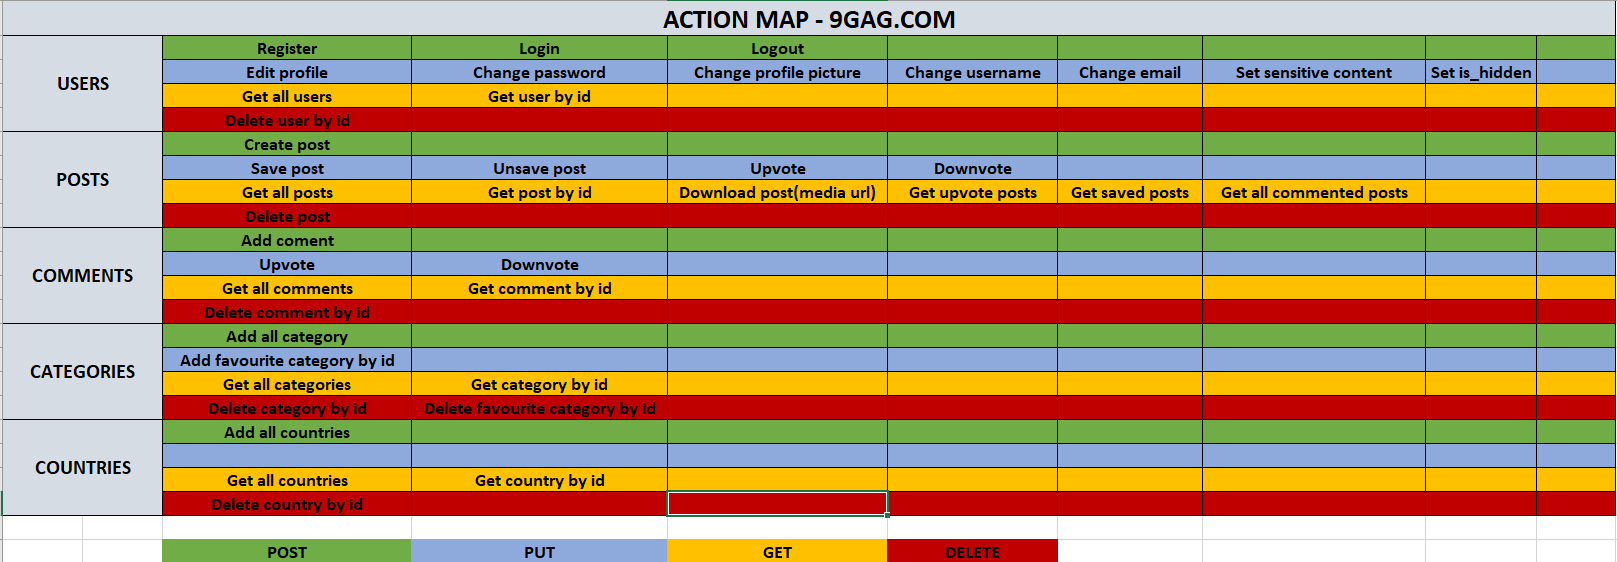 ACTION MAP - 9GAG.COM
USERS
Register Login Logout
Edit profile Change password Change profile picture Change username Change email Set sensitive content Set is_hidden
Get all users Get user by id
Delete user by id
POSTS
Create post
Save post Unsave post Upvote Downvote
Get all posts Get post by id Download post(media url) Get upvote posts Get saved posts Get all commented posts
Delete post
COMMENTS
Add coment
Upvote Downvote
Get all comments Get comment by id
Delete comment by id
CATEGORIES
Add all category
Add favourite category by id
Get all categories Get category by id
Delete category by id Delete favourite category by id
COUNTRIES
Add all countries
Get all countries Get country by id
Delete country by id
POST PUT GET DELETE